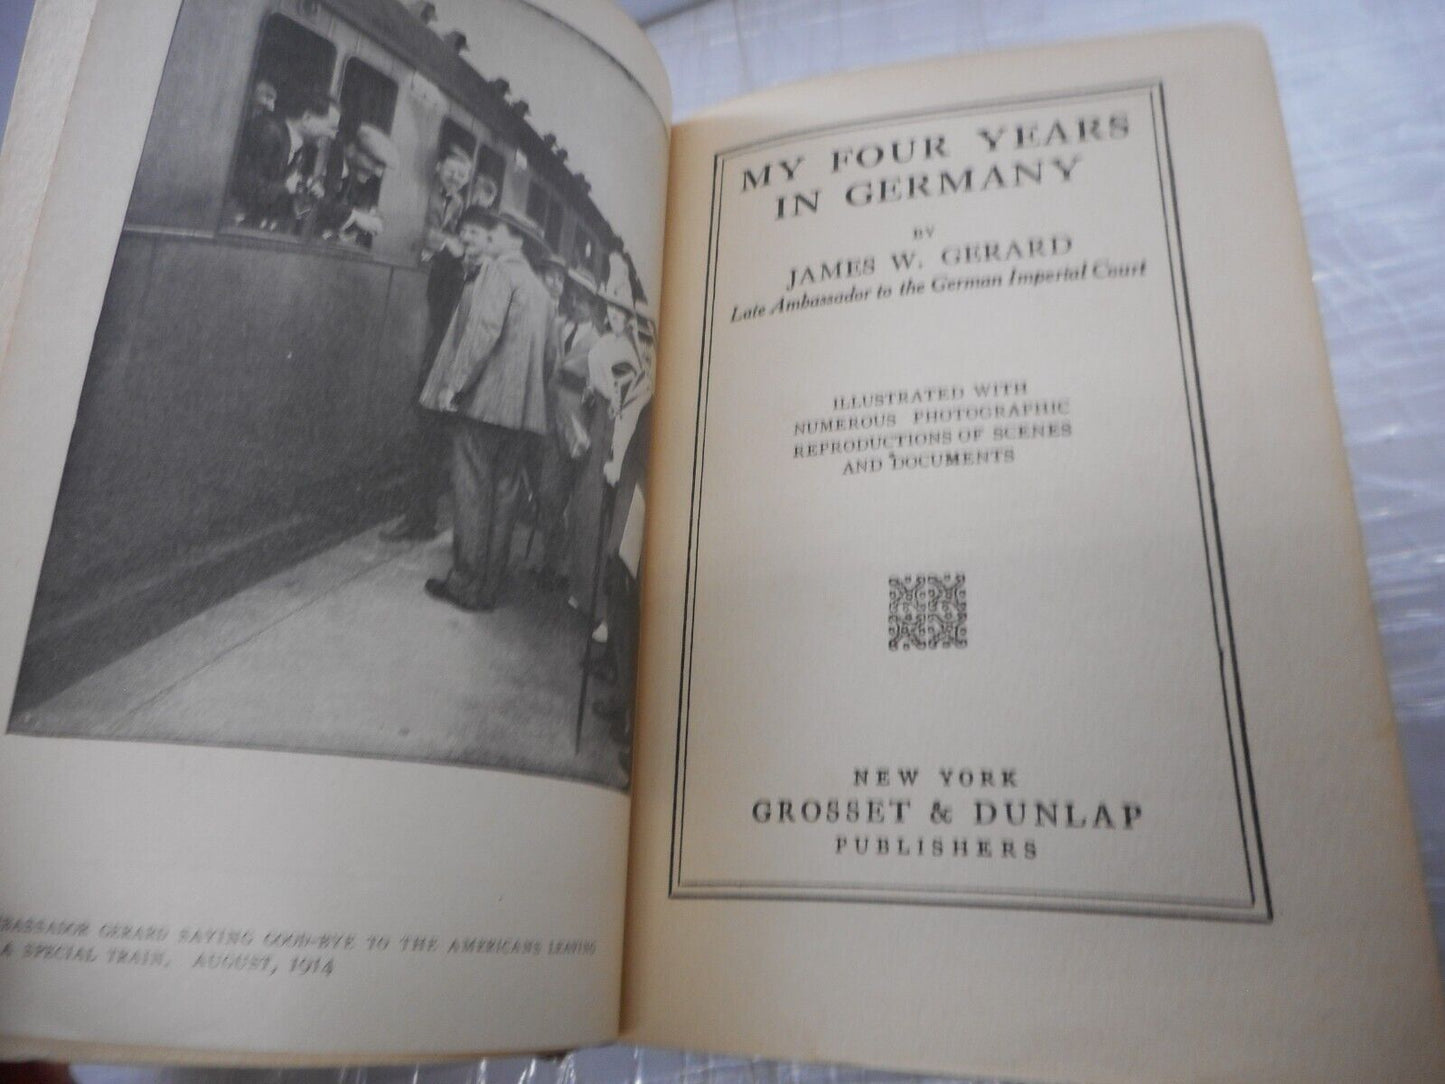 BASSADOR GERARD SAYING GOOD-BYE TO THE AMERICANS LEAVING
A SPECIAL TRAIN, AUGUST, 1914
MY FOUR YEARS
IN GERMANY
BY
JAMES W. GERARD
Late Ambassador to the German Imperial Court
ILLUSTRATED WITH
NUMEROUS PHOTOGRAPHIC
REPRODUCTIONS OF SCENES
AND DOCUMENTS
NEW YORK
GROSSET & DUNLAP
PUBLISHERS